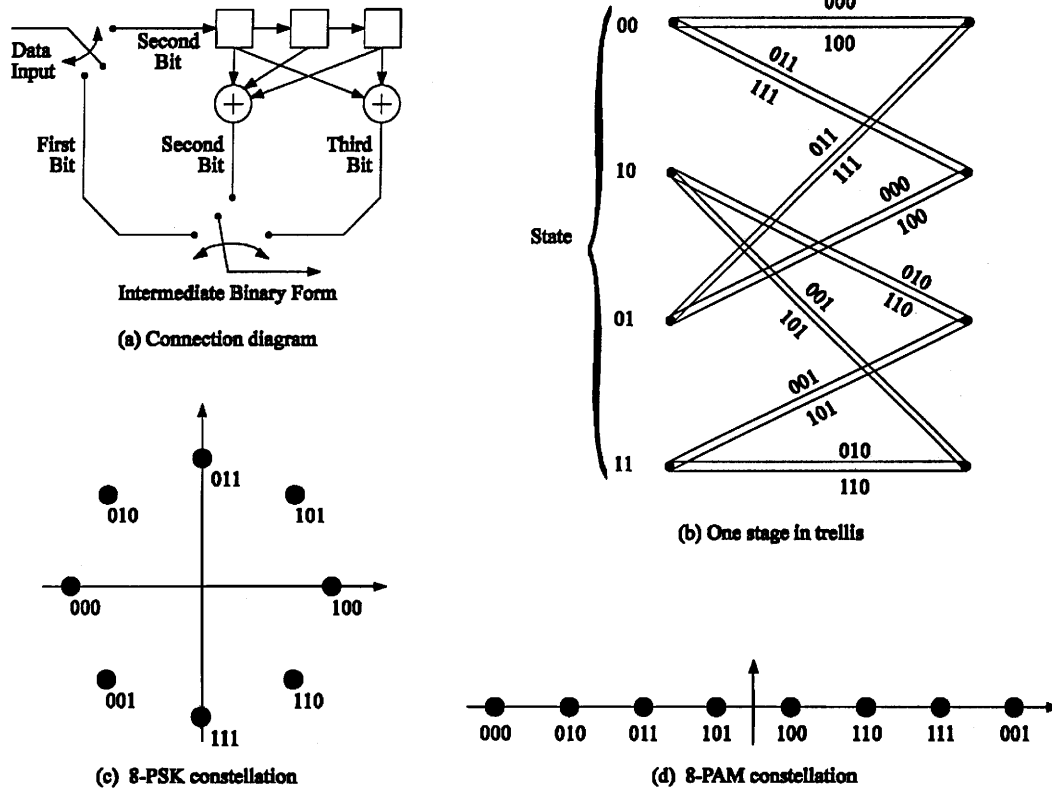 Data
Input
Second
Bit
First
Bit
Second
Bit
Third
Bit
Intermediate Binary Form
(a) Connection diagram
State
00
10
01
11
000
100
011
111
011
111
000
100
010
110
001
101
001
101
010
110
(b) One stage in trellis
011
010
101
000
100
001
110
111
(c) 8-PSK constellation
000 010 011 101 100 110 111 001
(d) 8-PAM constellation